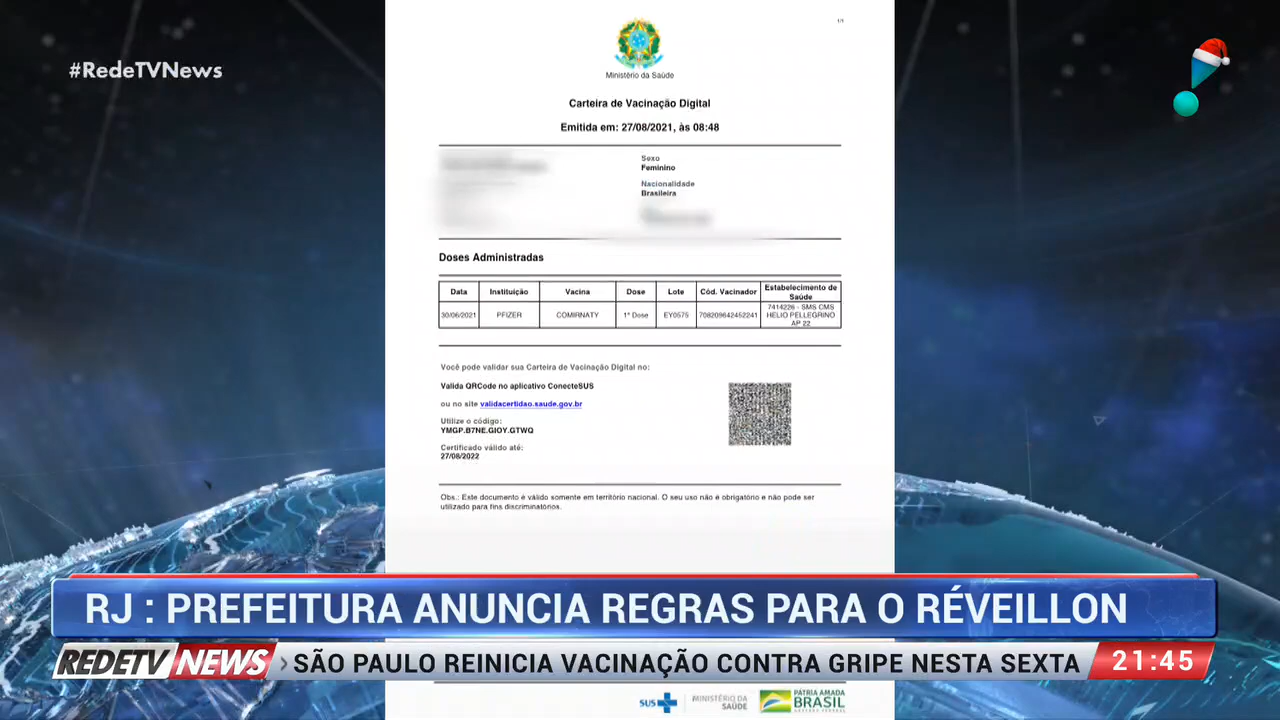 #RedeTVNews
1/1
Ministério da Saúde
Carteira de Vacinação Digital
Emitida em: 27/08/2021, às 08:48
Sexo
Feminino
Nacionalidade
Brasileira
Doses Administradas
Data Instituição Vacina Dose Lote Cód. Vacinador Estabelecimento de
Saúde
30/06/2021 PFIZER COMIRNATY 1ª Dose EY0575 708209642452241 7414226 - SMS CMS
HELIO PELLEGRINO
AP 22
Você pode validar sua Carteira de Vacinação Digital no:
Valida QRCode no aplicativo ConecteSUS
ou no site validacertidao.saude.gov.br
Utilize o código:
YMGP.B7NE.GIOY.GTWQ
Certificado válido até:
27/08/2022
Obs.: Este documento é válido somente em território nacional. O seu uso não é obrigatório e não pode ser
utilizado para fins discriminatórios.
RJ : PREFEITURA ANUNCIA REGRAS PARA O RÉVEILLON
REDETV NEWS › SÃO PAULO REINICIA VACINAÇÃO CONTRA GRIPE NESTA SEXTA 21:45
SUS MINISTÉRIO DA
SAÚDE
PÁTRIA AMADA
BRASIL
GOVERNO FEDERAL